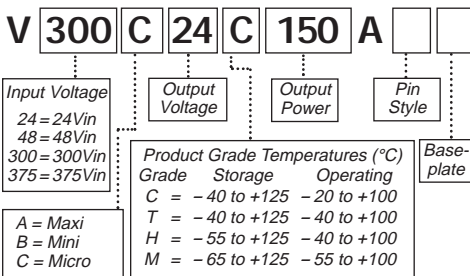 V 300 C 24 C 150 A
Input Voltage
24 = 24Vin
48 = 48Vin
300 = 300Vin
375 = 375Vin
Output
Voltage
Output
Power
Pin
Style
Base-
plate
A = Maxi
B = Mini
C = Micro
Product Grade Temperatures (°C)
Grade Storage Operating
C = – 40 to +125 – 20 to +100
T = – 40 to +125 – 40 to +100
H = – 55 to +125 – 40 to +100
M = – 65 to +125 – 55 to +100